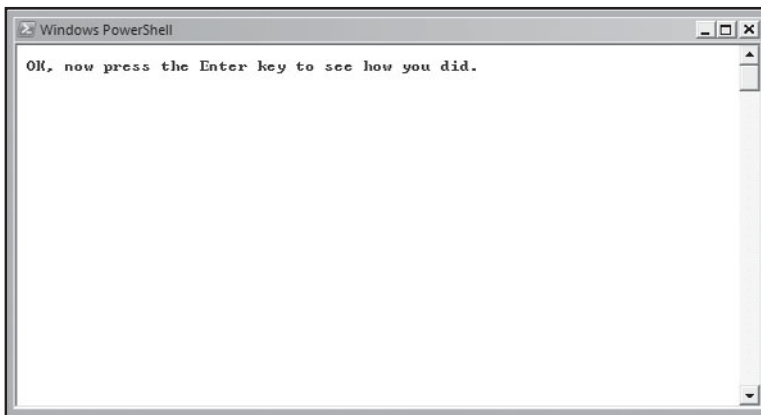 Windows PowerShell
OK, now press the Enter key to see how you did.